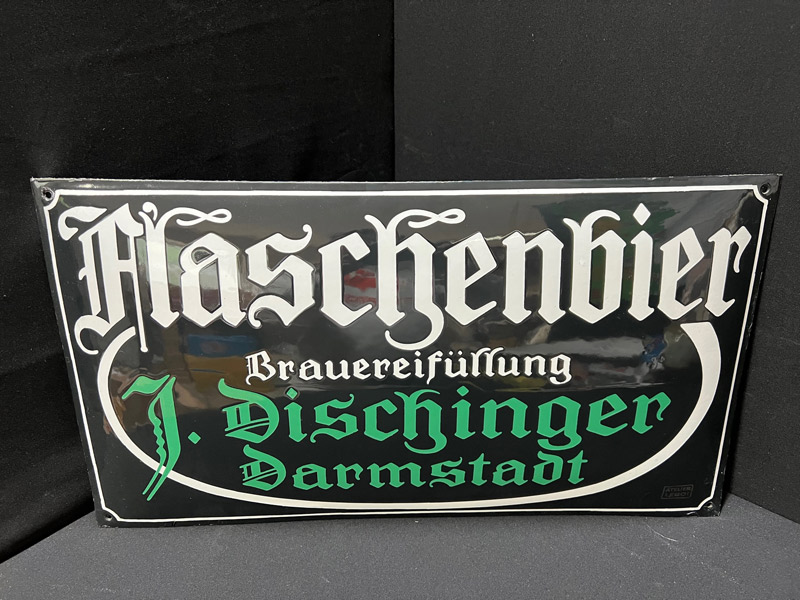 Flaschenbier
Brauereifüllung
J. Dischinger
Darmstadt